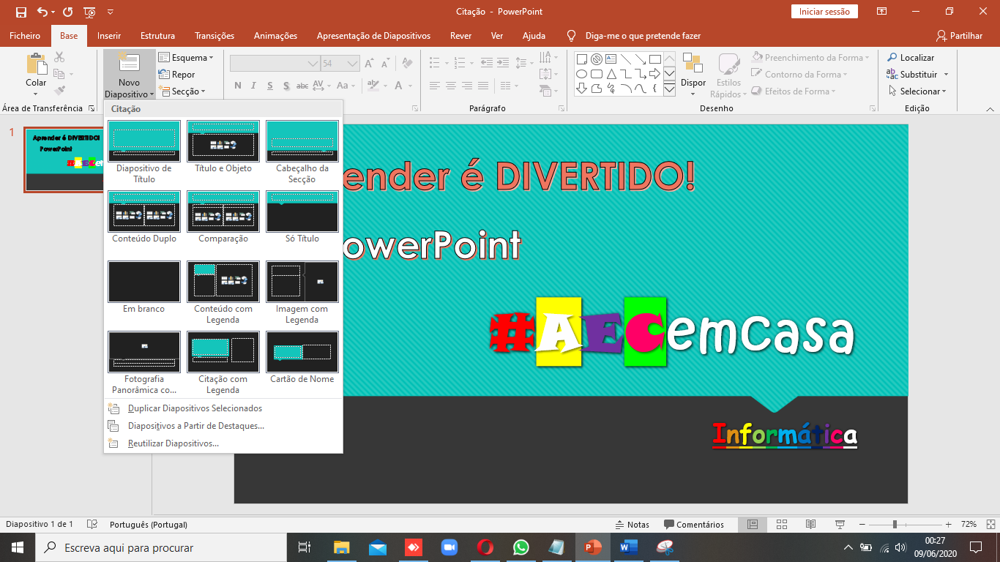 Citação - PowerPoint
Iniciar sessão
Ficheiro Base Inserir Estrutura Transições Animações Apresentação de Diapositivos Rever Ver Ajuda Diga-me o que pretende fazer Partilhar
Colar
Novo Diapositivo
Esquema
Repor
Secção
54
N I S S abc AV Aa A
Dispor
Estilos Rápidos
Preenchimento da Forma
Contorno da Forma
Efeitos de Forma
Localizar
Substituir
Selecionar
Área de Transferência
Parágrafo
Desenho
Edição
Citação
Diapositivo de Título
Título e Objeto
Cabeçalho da Secção
Conteúdo Duplo
Comparação
Só Título
Em branco
Conteúdo com Legenda
Imagem com Legenda
Fotografia Panorâmica co...
Citação com Legenda
Cartão de Nome
Duplicar Diapositivos Selecionados
Diapositivos a Partir de Destaques...
Reutilizar Diapositivos...
1
Aprender é DIVERTIDO!
PowerPoint
ender é DIVERTIDO!
owerPoint
#AECemcasa
Informática
Diapositivo 1 de 1
Português (Portugal)
Notas
Comentários
72%
Escreva aqui para procurar
00:27
09/06/2020